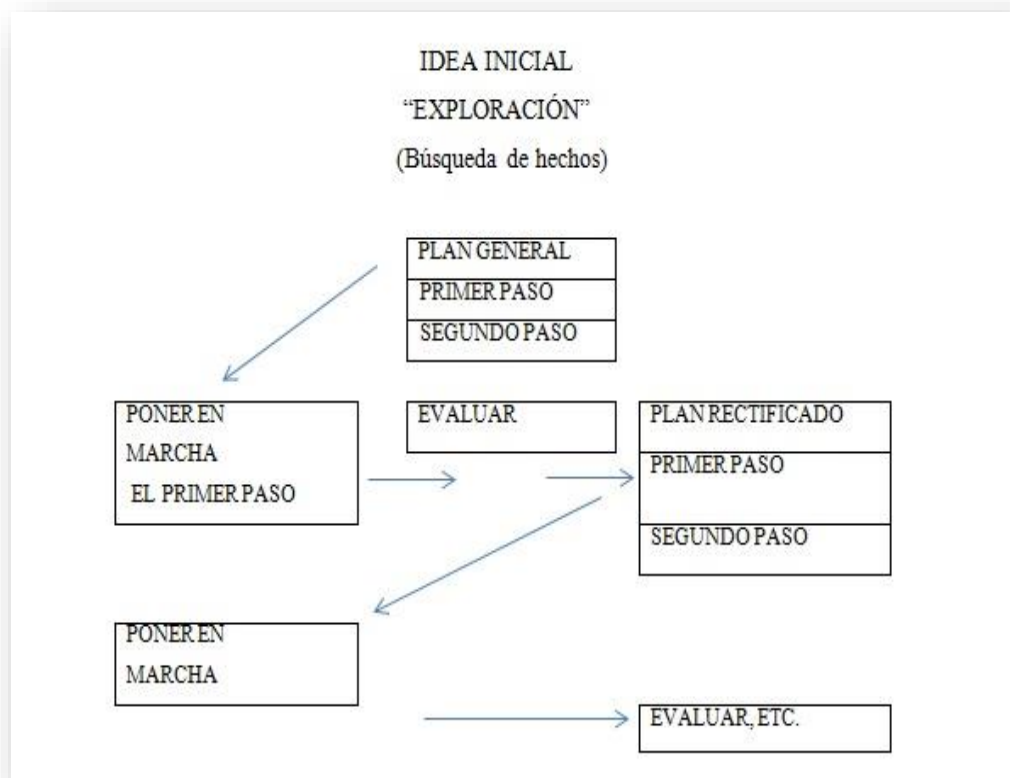 IDEA INICIAL
“EXPLORACIÓN”
(Búsqueda de hechos)
PLAN GENERAL
PRIMER PASO
SEGUNDO PASO
PONER EN
MARCHA
EL PRIMER PASO
EVALUAR
PLAN RECTIFICADO
PRIMER PASO
SEGUNDO PASO
PONER EN
MARCHA
EVALUAR, ETC.